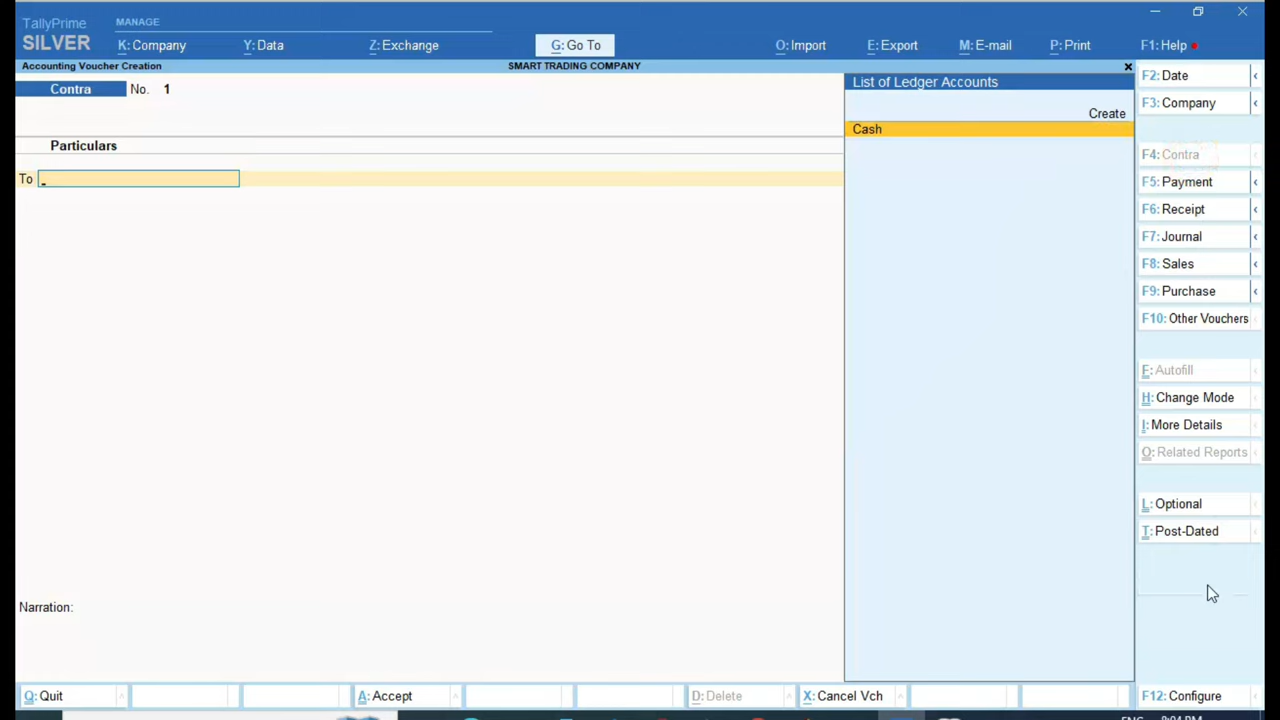 TallyPrime
SILVER
MANAGE
K: Company
Y: Data
Z: Exchange
G: Go To
O: Import
E: Export
M: E-mail
P: Print
F1: Help
Accounting Voucher Creation
SMART TRADING COMPANY
Contra
No. 1
Particulars
To
List of Ledger Accounts
Create
Cash
F2: Date
F3: Company
F4: Contra
F5: Payment
F6: Receipt
F7: Journal
F8: Sales
F9: Purchase
F10: Other Vouchers
F: Autofill
H: Change Mode
I: More Details
O: Related Reports
L: Optional
T: Post-Dated
Narration:
Q: Quit
A: Accept
D: Delete
X: Cancel Vch
F12: Configure